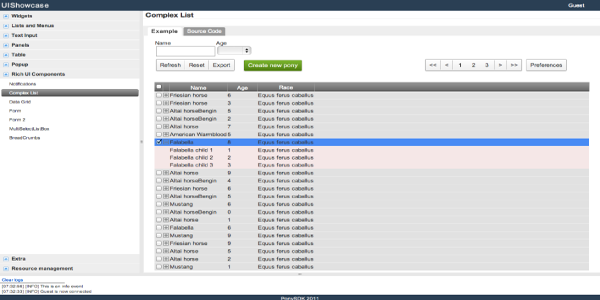 UIShowcase Guest
Widgets
Lists and Menus
Text Input
Panels
Table
Popup
Rich UI Components
Notifications
Complex List
Data Grid
Form
Form 2
MultiSelectListBox
BreadCrumbs
Extra
Resource management
Complex List
Example Source Code
Name Age
Refresh Reset Export Create new pony << < 1 2 3 > >> Preferences
Name Age Race
Friesian horse 6 Equus ferus caballus
Friesian horse 3 Equus ferus caballus
Altai horseBengin 5 Equus ferus caballus
Altai horseBengin 2 Equus ferus caballus
Altai horse 7 Equus ferus caballus
American Warmblood 5 Equus ferus caballus
Falabella 8 Equus ferus caballus
Falabella child 1 1 Equus ferus caballus
Falabella child 2 2 Equus ferus caballus
Falabella child 3 3 Equus ferus caballus
Altai horse 9 Equus ferus caballus
Altai horseBengin 4 Equus ferus caballus
Friesian horse 6 Equus ferus caballus
Altai horseBengin 5 Equus ferus caballus
Mustang 6 Equus ferus caballus
Altai horseBengin 0 Equus ferus caballus
Altai horse 1 Equus ferus caballus
Falabella 6 Equus ferus caballus
Mustang 9 Equus ferus caballus
Friesian horse 9 Equus ferus caballus
Altai horse 5 Equus ferus caballus
Altai horse 2 Equus ferus caballus
Mustang 1 Equus ferus caballus
Clear logs
[INFO] This is an info event
[INFO] Guest is now connected
PonySDK 2011